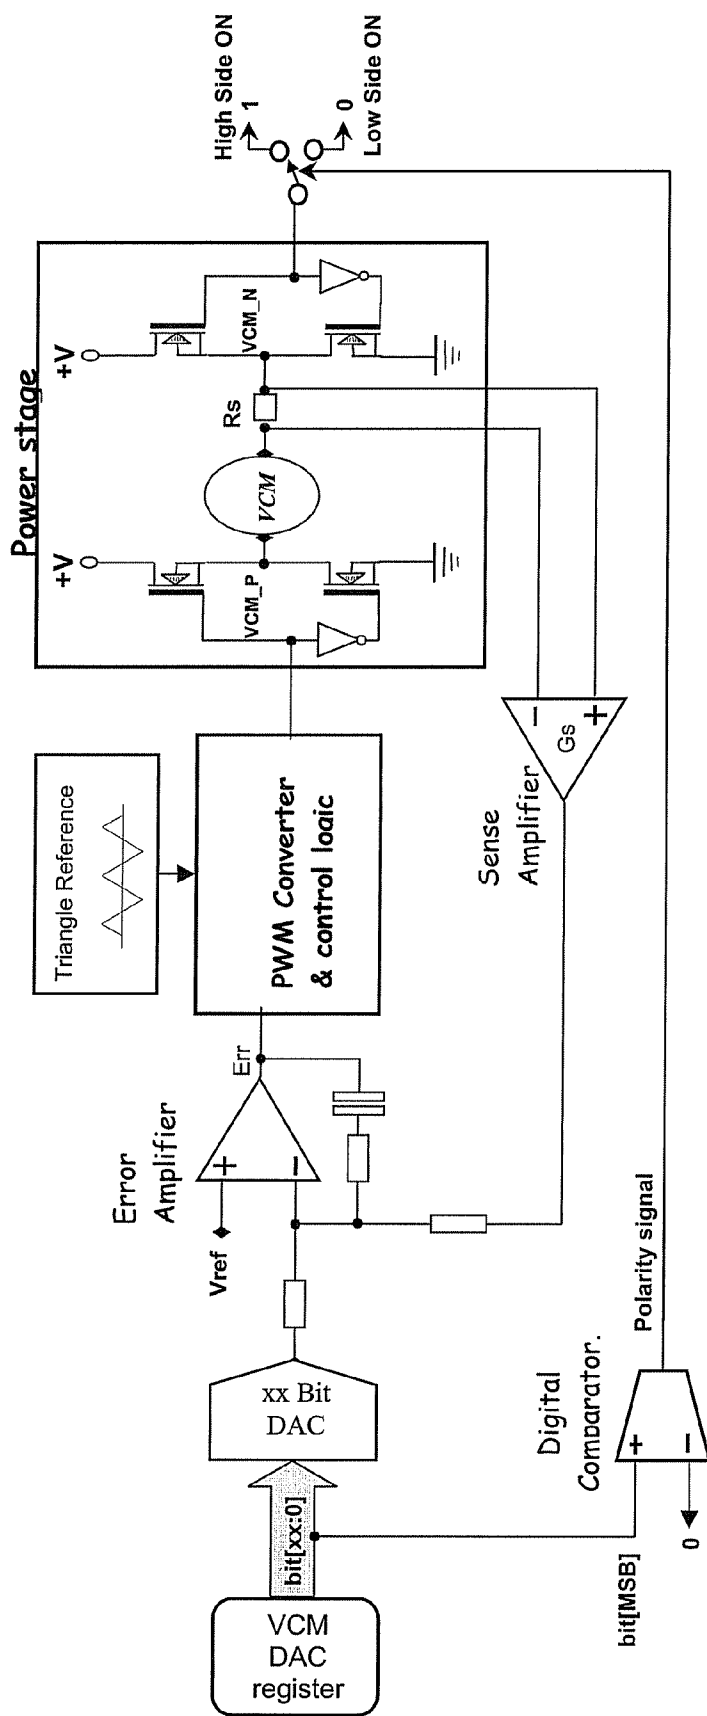 VCM
DAC
register
bit[xx:0]
bit[MSB]
0
+
−
Digital
Comparator.
Polarity signal
xx Bit
DAC
Vref
+
−
Error
Amplifier
Err
PWM Converter
& control logic
Triangle Reference
Sense
Amplifier
Gs
−
+
Power stage
+V
VCM_P
VCM
Rs
+V
VCM_N
High Side ON
1
0
Low Side ON